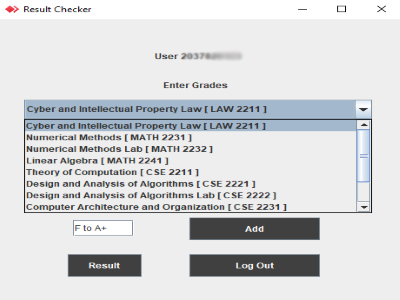 Result Checker
User
Enter Grades
Cyber and Intellectual Property Law [ LAW 2211 ]
Cyber and Intellectual Property Law [ LAW 2211 ]
Numerical Methods [ MATH 2231 ]
Numerical Methods Lab [ MATH 2232 ]
Linear Algebra [ MATH 2241 ]
Theory of Computation [ CSE 2211 ]
Design and Analysis of Algorithms [ CSE 2221 ]
Design and Analysis of Algorithms Lab [ CSE 2222 ]
Computer Architecture and Organization [ CSE 2231 ]
F to A+
Add
Result
Log Out